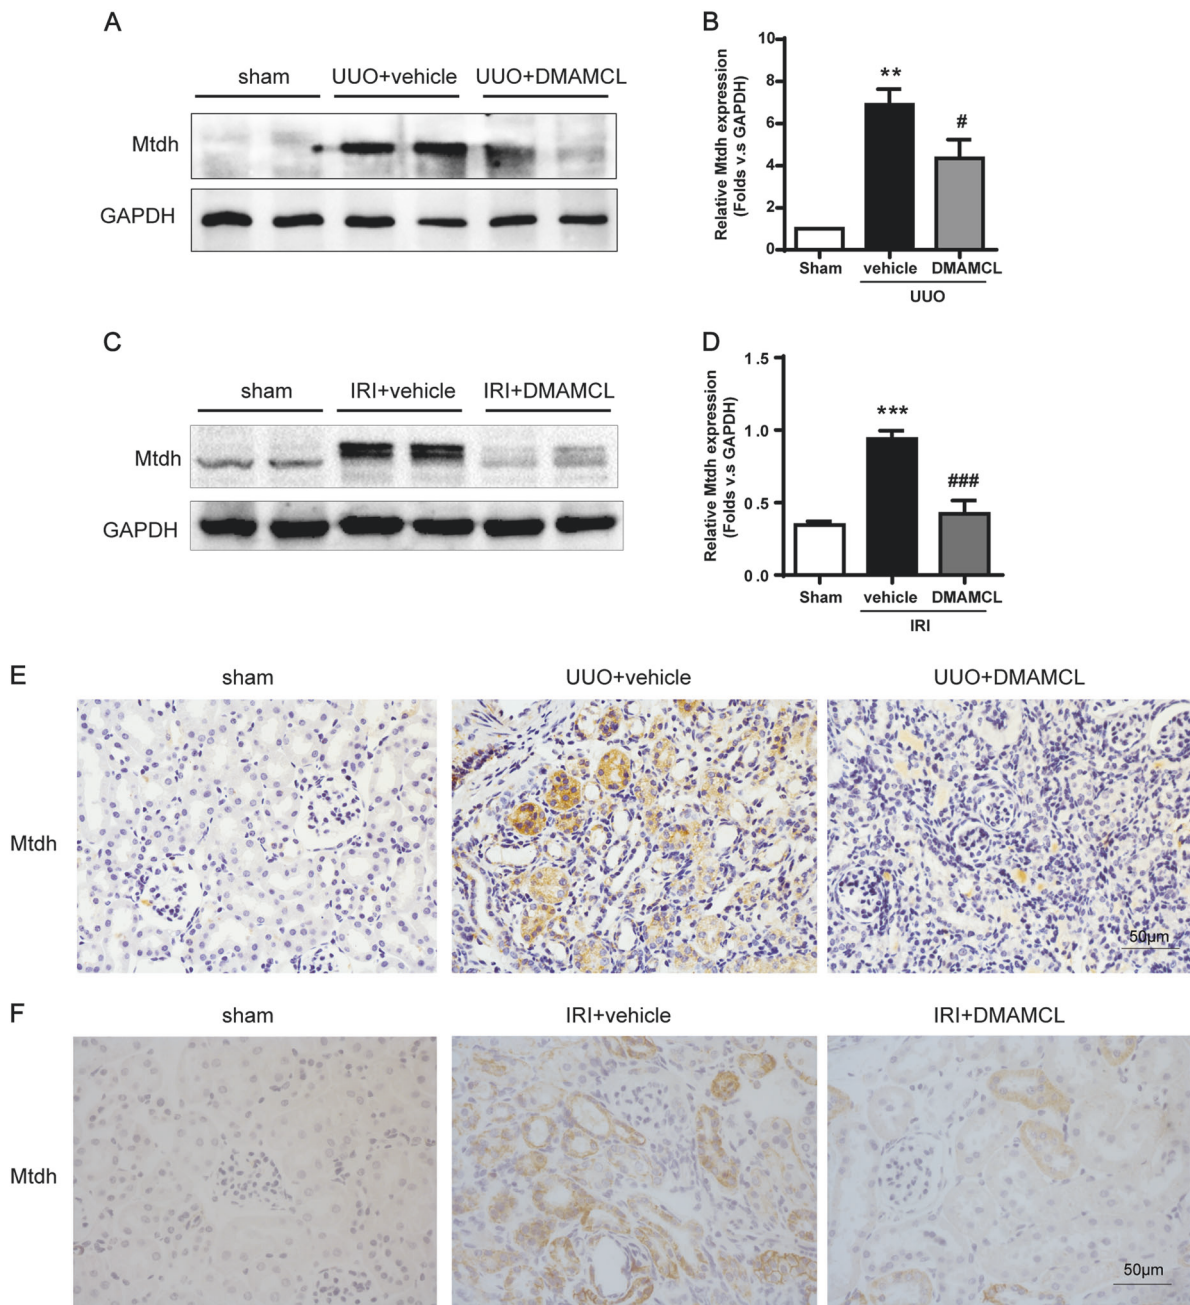 A
sham
UUO+vehicle
UUO+DMAMCL
Mtdh
GAPDH
B
Relative Mtdh expression
(Folds v.s GAPDH)
10
8
6
4
2
0
**
#
Sham
vehicle
DMAMCL
UUO
C
sham
IRI+vehicle
IRI+DMAMCL
Mtdh
GAPDH
D
Relative Mtdh expression
(Folds v.s GAPDH)
1.5
1.0
0.5
0.0
***
###
Sham
vehicle
DMAMCL
IRI
E
sham
UUO+vehicle
UUO+DMAMCL
Mtdh
50μm
F
sham
IRI+vehicle
IRI+DMAMCL
Mtdh
50μm